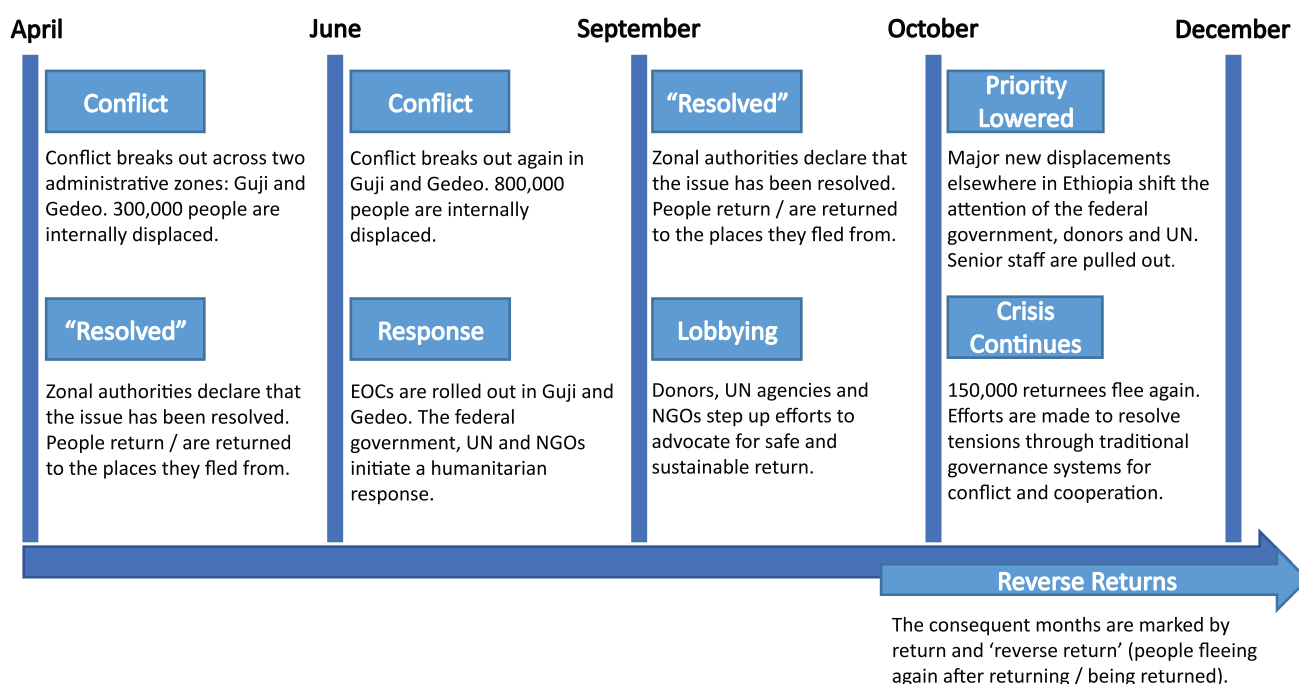 April
June
September
October
December
Conflict
Conflict breaks out across two
administrative zones: Guji and
Gedeo. 300,000 people are
internally displaced.
"Resolved"
Zonal authorities declare that
the issue has been resolved.
People return / are returned
to the places they fled from.
Conflict
Conflict breaks out again in
Guji and Gedeo. 800,000
people are internally
displaced.
Response
EOCs are rolled out in Guji and
Gedeo. The federal
government, UN and NGOs
initiate a humanitarian
response.
“Resolved”
Zonal authorities declare that
the issue has been resolved.
People return / are returned
to the places they fled from.
Lobbying
Donors, UN agencies and
NGOs step up efforts to
advocate for safe and
sustainable return.
Priority
Lowered
Major new displacements
elsewhere in Ethiopia shift the
attention of the federal
government, donors and UN.
Senior staff are pulled out.
Crisis
Continues
150,000 returnees flee again.
Efforts are made to resolve
tensions through traditional
governance systems for
conflict and cooperation.
Reverse Returns
The consequent months are marked by
return and ‘reverse return’ (people fleeing
again after returning / being returned).